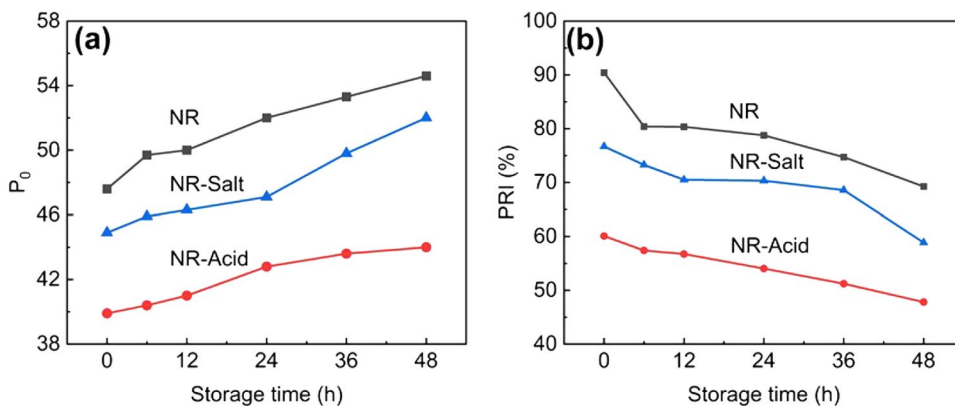 (a)
58
54
50
46
42
38
P₀
NR
NR-Salt
NR-Acid
0 6 12 24 36 48
Storage time (h)
(b)
100
90
80
70
60
50
40
PRI (%)
NR
NR-Salt
NR-Acid
0 12 24 36 48
Storage time (h)